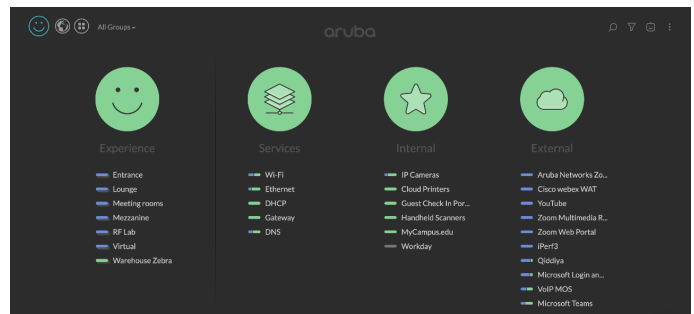 All Groups
aruba
Experience
Entrance
Lounge
Meeting rooms
Mezzanine
RF Lab
Virtual
Warehouse Zebra
Services
Wi-Fi
Ethernet
DHCP
Gateway
DNS
Internal
IP Cameras
Cloud Printers
Guest Check In Por...
Handheld Scanners
MyCampus.edu
Workday
External
Aruba Networks Zo...
Cisco webex WAT
YouTube
Zoom Multimedia R...
Zoom Web Portal
iPerf3
Qiddiya
Microsoft Login an...
VoIP MOS
Microsoft Teams